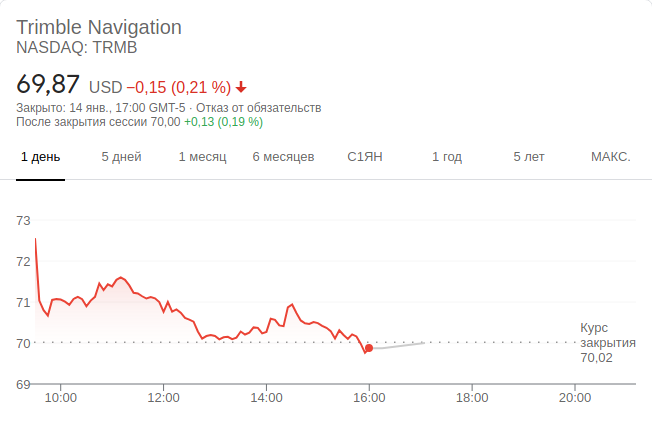 Trimble Navigation
NASDAQ: TRMB
69,87 USD −0,15 (0,21 %)
Закрыто: 14 янв., 17:00 GMT-5 · Отказ от обязательств
После закрытия сессии 70,00 +0,13 (0,19 %)
1 день 5 дней 1 месяц 6 месяцев С1ЯН 1 год 5 лет МАКС.
73
72
71
70
69
Курс
закрытия
70,02
10:00 12:00 14:00 16:00 18:00 20:00